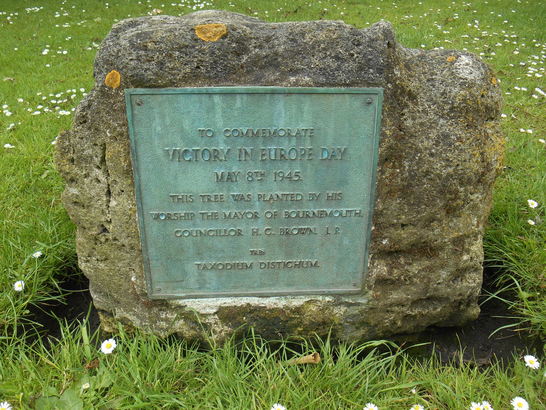 TO COMMEMORATE
VICTORY IN EUROPE DAY
MAY 8TH 1945.
THIS TREE WAS PLANTED BY HIS
WORSHIP THE MAYOR OF BOURNEMOUTH.
COUNCILLOR H.C. BROWN J.P.
TREE
TAXODIUM DISTICHUM.